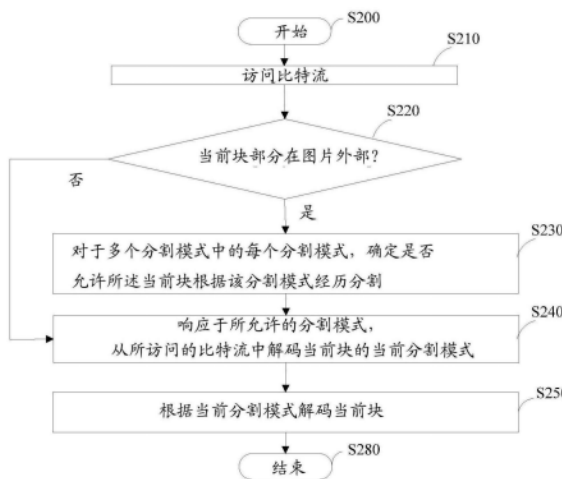 开始
S200
S210
访问比特流
S220
当前块部分在图片外部?
否
是
S230
对于多个分割模式中的每个分割模式，确定是否
允许所述当前块根据该分割模式经历分割
S240
响应于所允许的分割模式，
从所访问的比特流中解码当前块的当前分割模式
S250
根据当前分割模式解码当前块
S280
结束